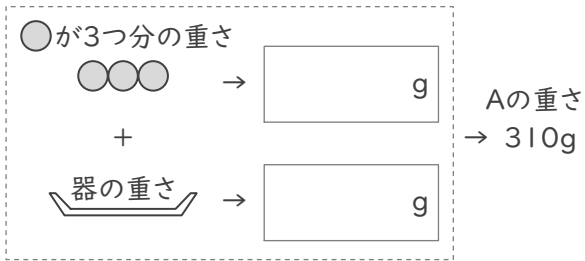 が3つ分の重さ
→ g
Aの重さ
+
→ 310g
器の重さ
→ g